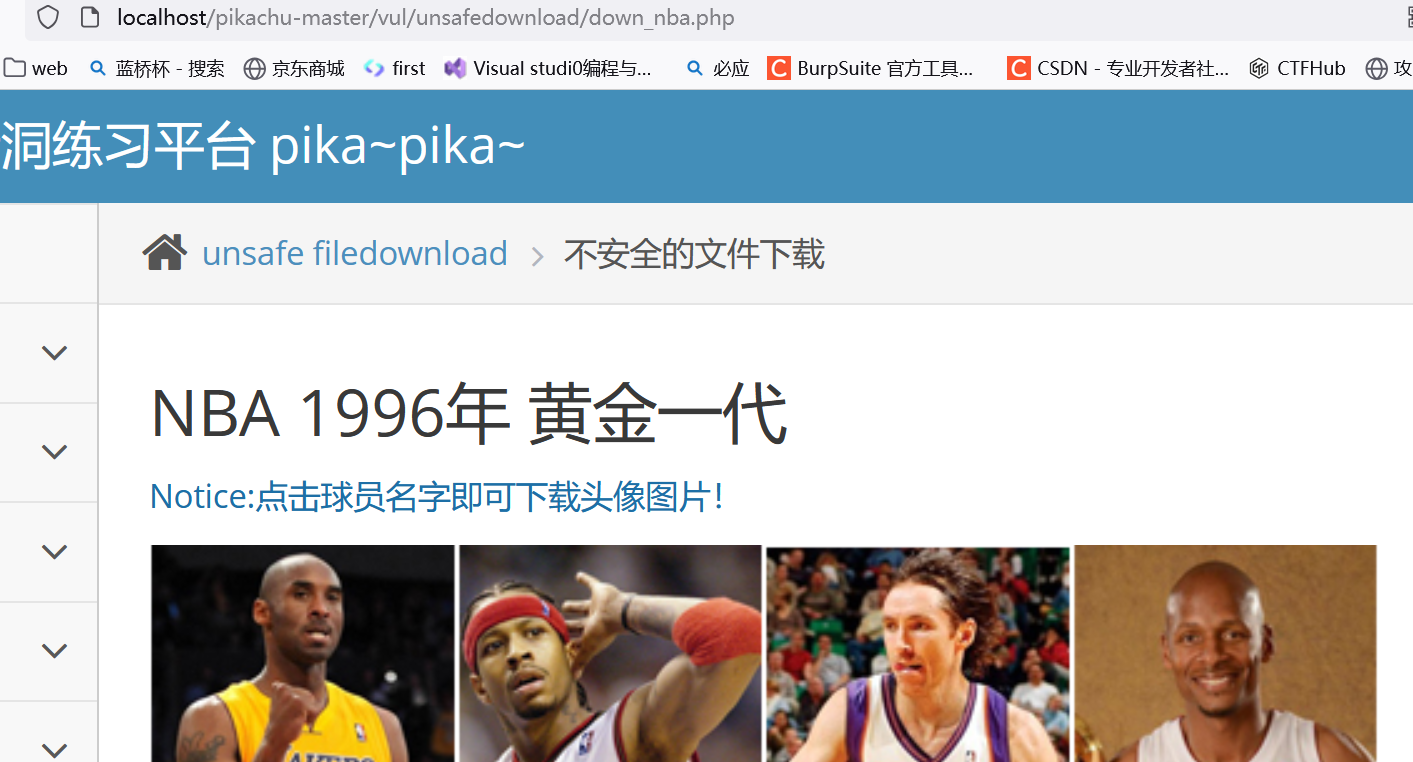 localhost/pikachu-master/vul/unsafedownload/down_nba.php
web 蓝桥杯 - 搜索 京东商城 first Visual studi0编程与... 必应 BurpSuite 官方工具... CSDN - 专业开发者社... CTFHub 攻
洞练习平台 pika~pika~
unsafe filedownload > 不安全的文件下载
NBA 1996年 黄金一代
Notice:点击球员名字即可下载头像图片!